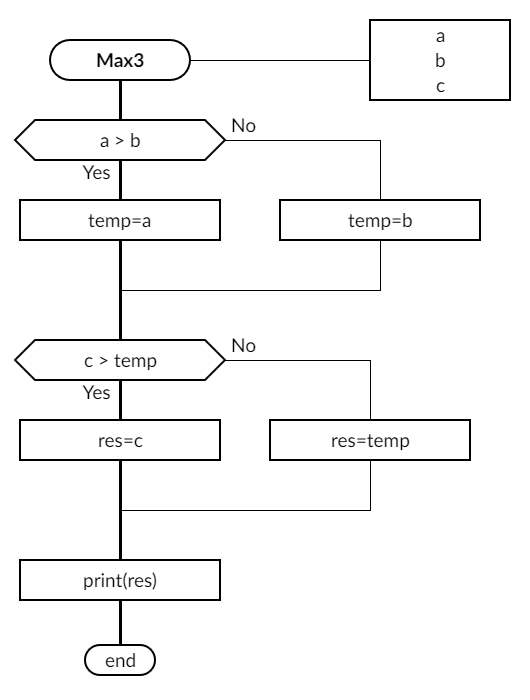 Max3
a
b
c
a > b
No
Yes
temp=a
temp=b
c > temp
No
Yes
res=c
res=temp
print(res)
end